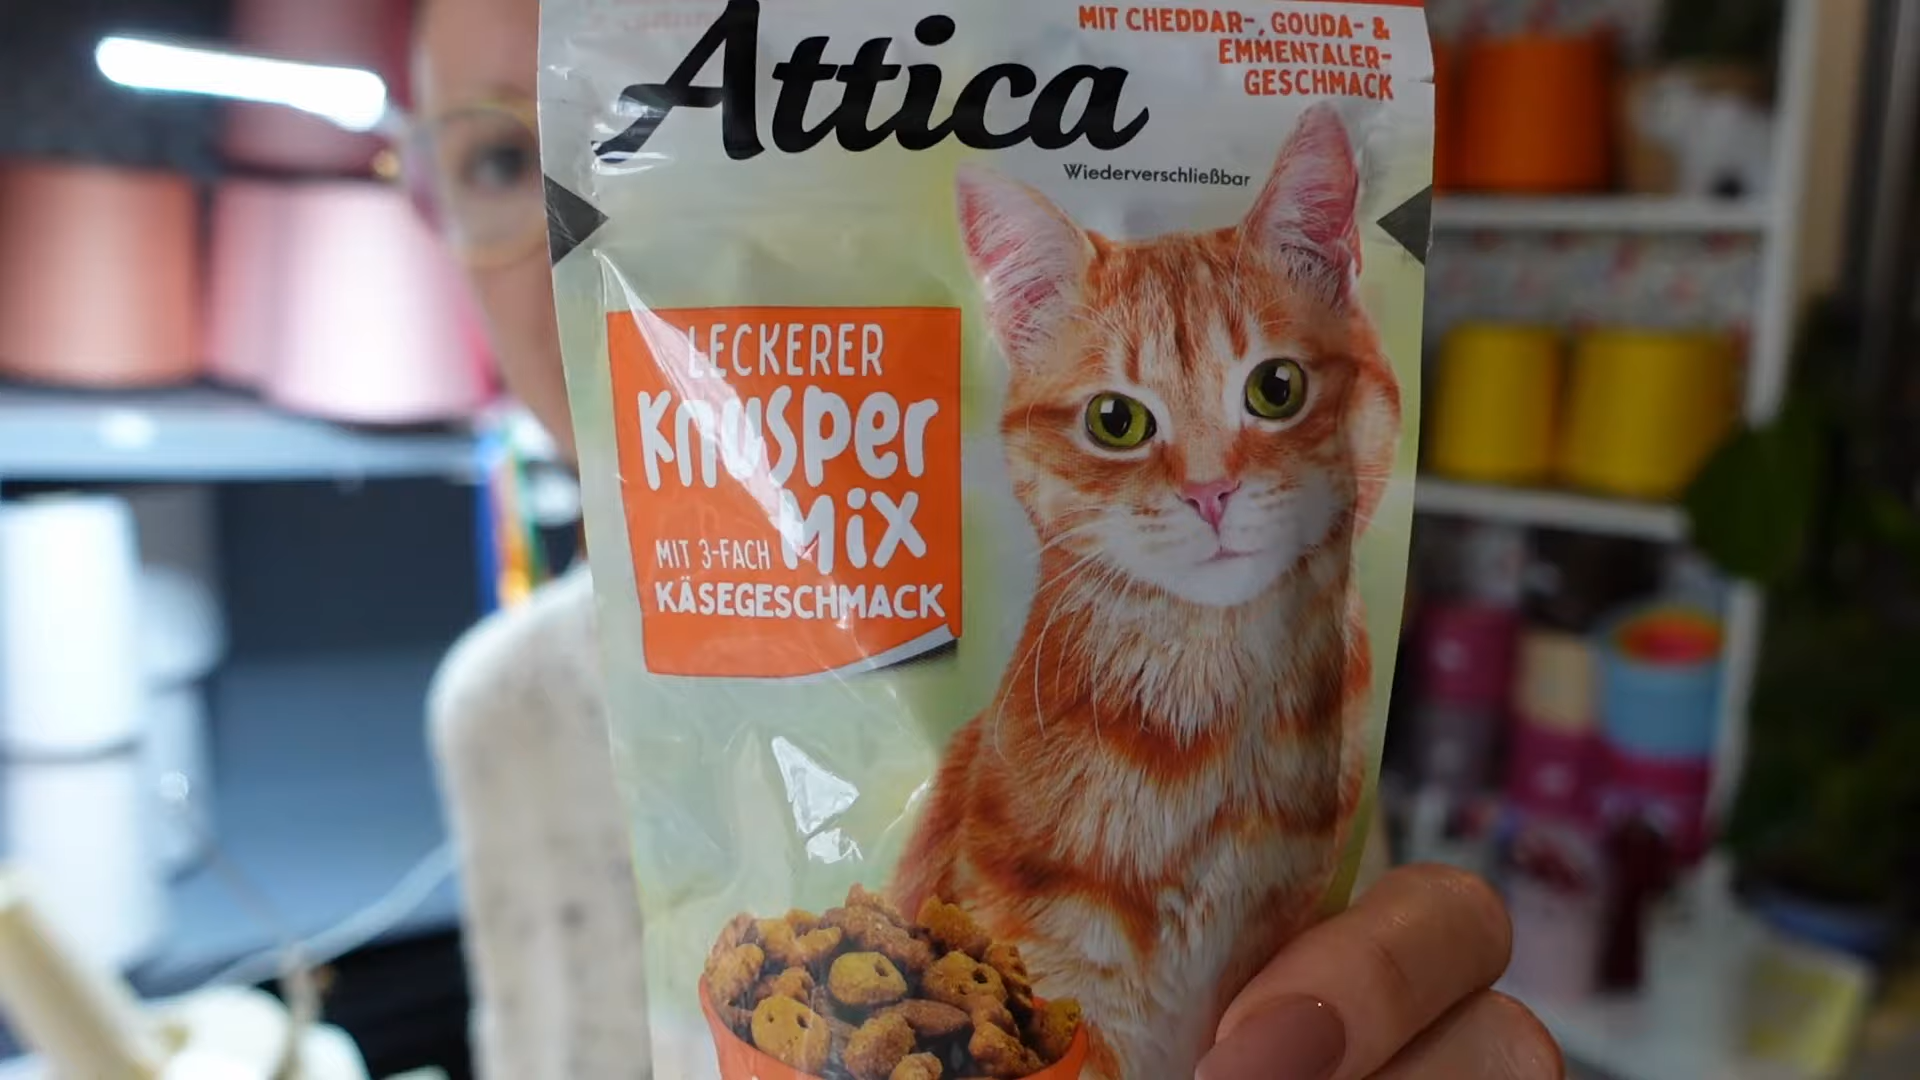 Attica
MIT CHEDDAR-, GOUDA- &
EMMENTALER-
GESCHMACK
Wiederverschließbar
LECKERER
Knusper
MiX
MIT 3-FACH
KÄSEGESCHMACK